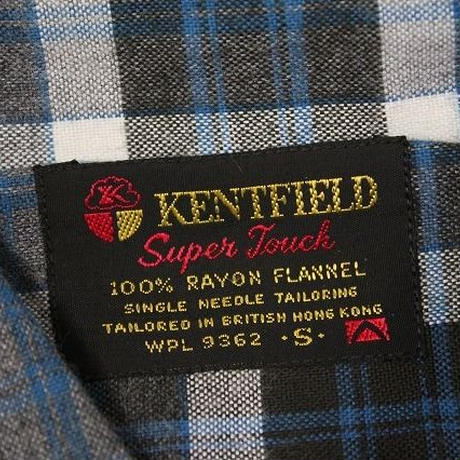 K
KENTFIELD
Super Touch
100% RAYON FLANNEL
SINGLE NEEDLE TAILORING
TAILORED IN BRITISH HONG KONG
WPL 9362 ·S·